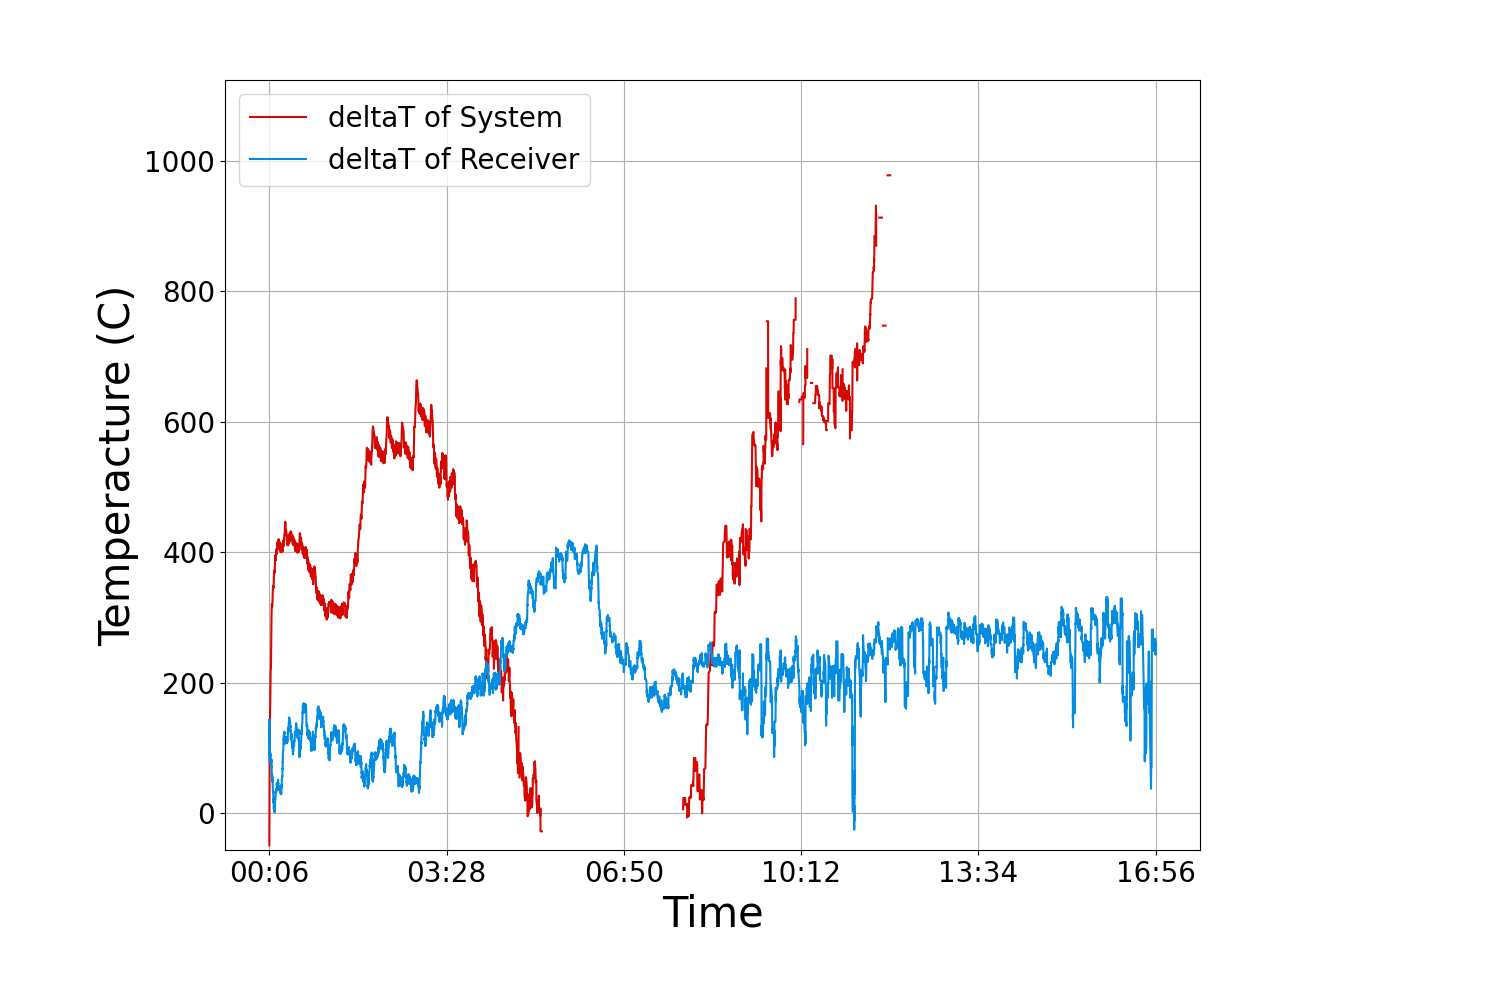 deltaT of System
deltaT of Receiver
1000
800
600
400
200
0
Temperacture (C)
00:06 03:28 06:50 10:12 13:34 16:56
Time